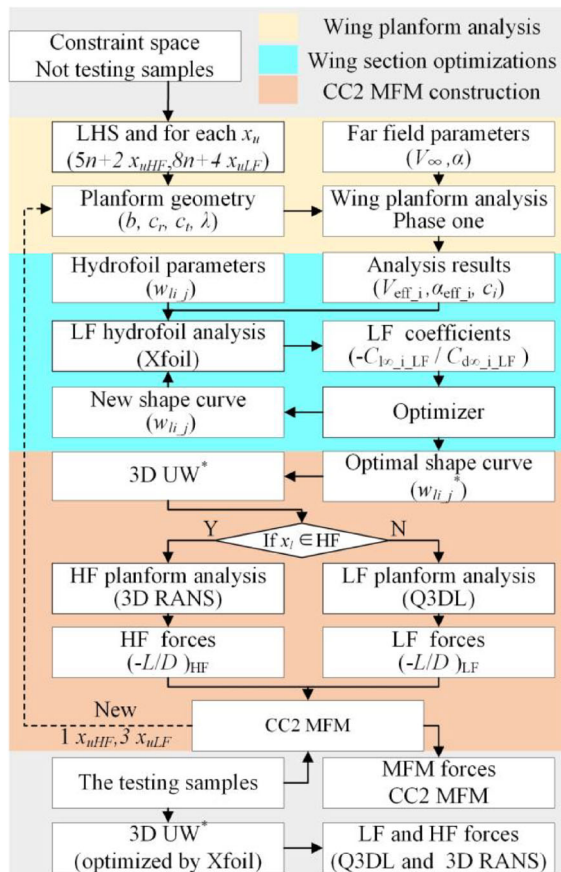 Constraint space
Not testing samples
Wing planform analysis
Wing section optimizations
CC2 MFM construction
LHS and for each x_u
(5n+2 x_uHF, 8n+4 x_uLF)
Far field parameters
(V_∞, α)
Planform geometry
(b, c_r, c_t, λ)
Wing planform analysis
Phase one
Hydrofoil parameters
(w_li_j)
Analysis results
(V_eff_i, α_eff_i, c_i)
LF hydrofoil analysis
(Xfoil)
LF coefficients
(-C_l∞_i_LF / C_d∞_i_LF)
New shape curve
(w_li_j)
Optimizer
3D UW*
Optimal shape curve
(w_li_j*)
If x_l ∈ HF
Y
N
HF planform analysis
(3D RANS)
LF planform analysis
(Q3DL)
HF forces
(-L/D)_HF
LF forces
(-L/D)_LF
New
1 x_uHF, 3 x_uLF
CC2 MFM
The testing samples
MFM forces
CC2 MFM
3D UW*
(optimized by Xfoil)
LF and HF forces
(Q3DL and 3D RANS)